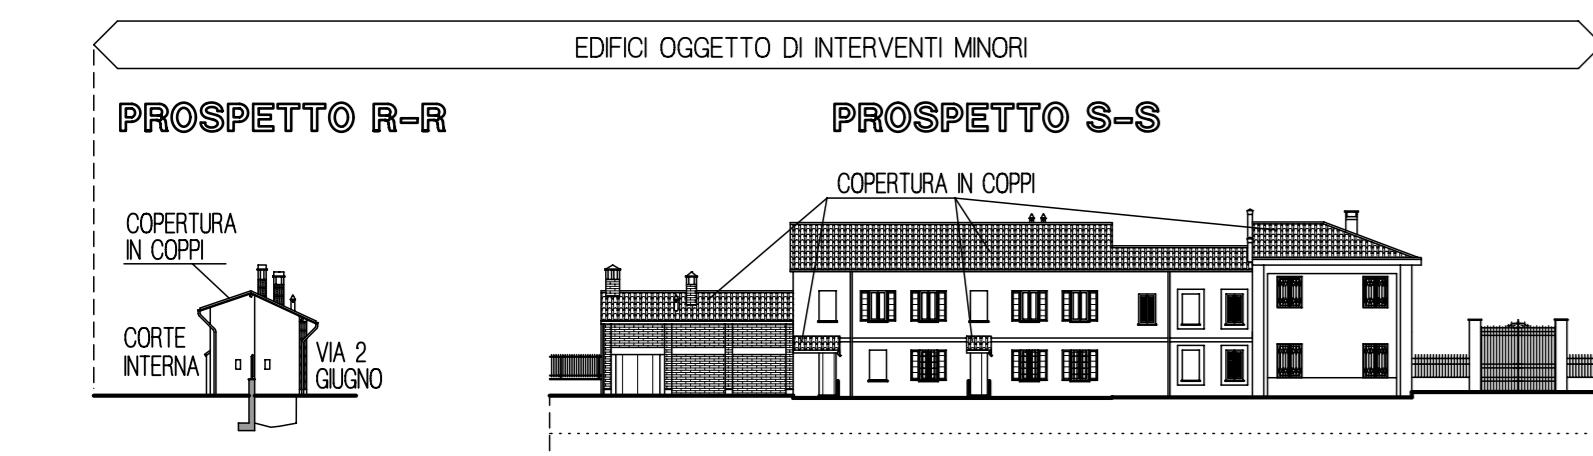 EDIFICI OGGETTO DI INTERVENTI MINORI
PROSPETTO R-R
PROSPETTO S-S
COPERTURA IN COPPI
COPERTURA
IN COPPI
CORTE
INTERNA
VIA 2
GIUGNO